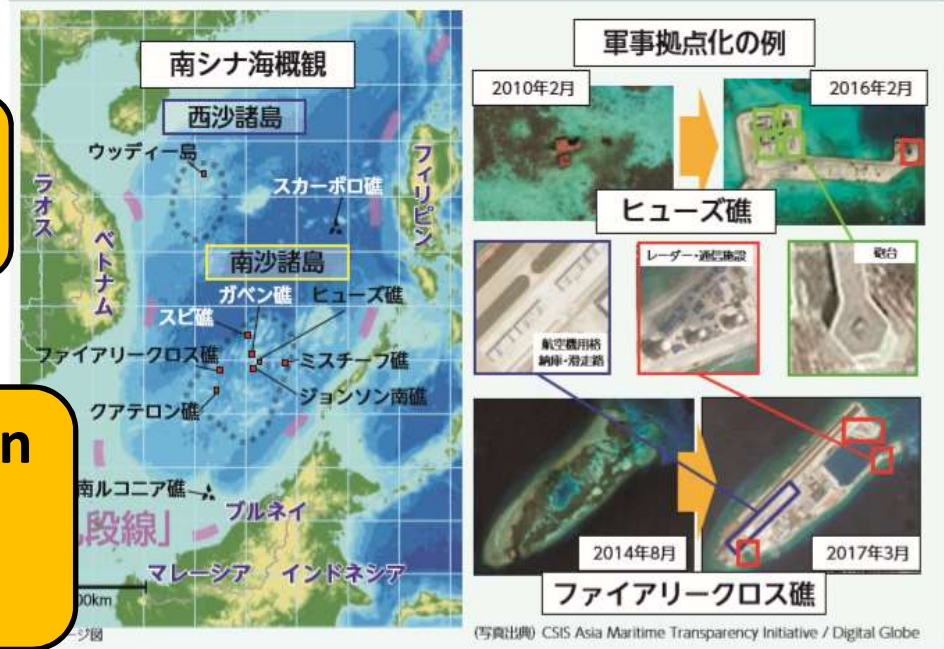 南シナ海概観
西沙諸島
ウッディー島
スカーボロ礁
フィリピン
ラオス
ベトナム
南沙諸島
ガベン礁
ヒューズ礁
スビ礁
ファイアリークロス礁
ミスチーフ礁
ジョンソン南礁
クアテロン礁
n
南ルコニア礁
段線」
ブルネイ
マレーシア
インドネシア
00km
ージ図
軍事拠点化の例
2010年2月
2016年2月
ヒューズ礁
航空機用格
納庫・滑走路
レーダー・通信施設
砲台
2014年8月
2017年3月
ファイアリークロス礁
(写真出典) CSIS Asia Maritime Transparency Initiative / Digital Globe